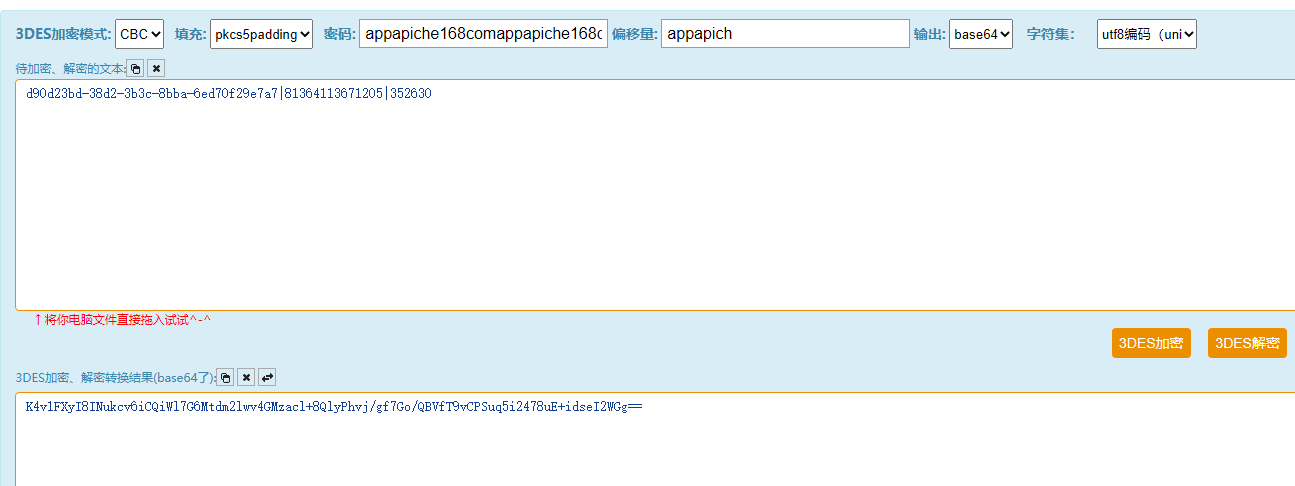 3DES加密模式: CBC 填充: pkcs5padding 密码: appapiche168comappapiche168c 偏移量: appapich 输出: base64 字符集: utf8编码（uni
待加密、解密的文本:
d90d23bd-38d2-3b3c-8bba-6ed70f29e7a7|81364113671205|352630
↑将你电脑文件直接拖入试试^-^
3DES加密 3DES解密
3DES加密、解密转换结果(base64了):
K4v1FXyI8INukcv6iCQiWl7G6Mtdm2lwv4GMzacl+8QlyPhvj/gf7Go/QBVfT9vCPSuq5i2478uE+idseI2WGg==